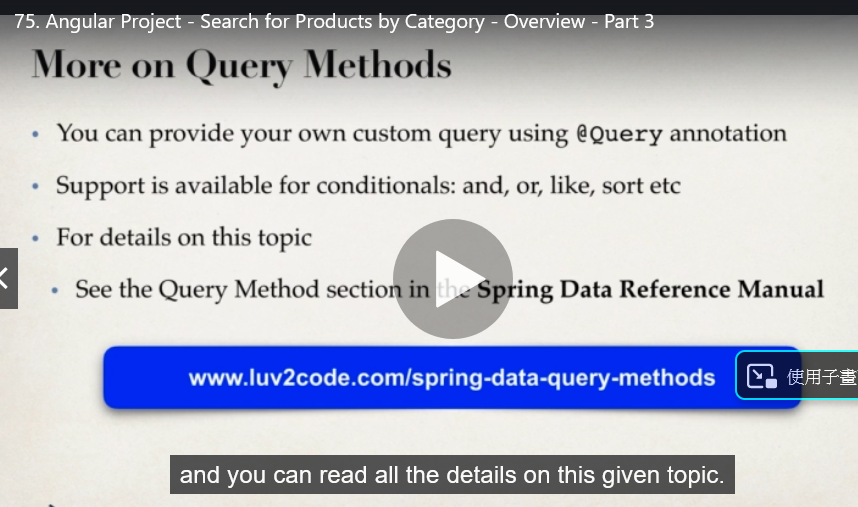 75. Angular Project - Search for Products by Category - Overview - Part 3
More on Query Methods
• You can provide your own custom query using @Query annotation
• Support is available for conditionals: and, or, like, sort etc
• For details on this topic
• See the Query Method section in the Spring Data Reference Manual
www.luv2code.com/spring-data-query-methods
使用子畫
and you can read all the details on this given topic.